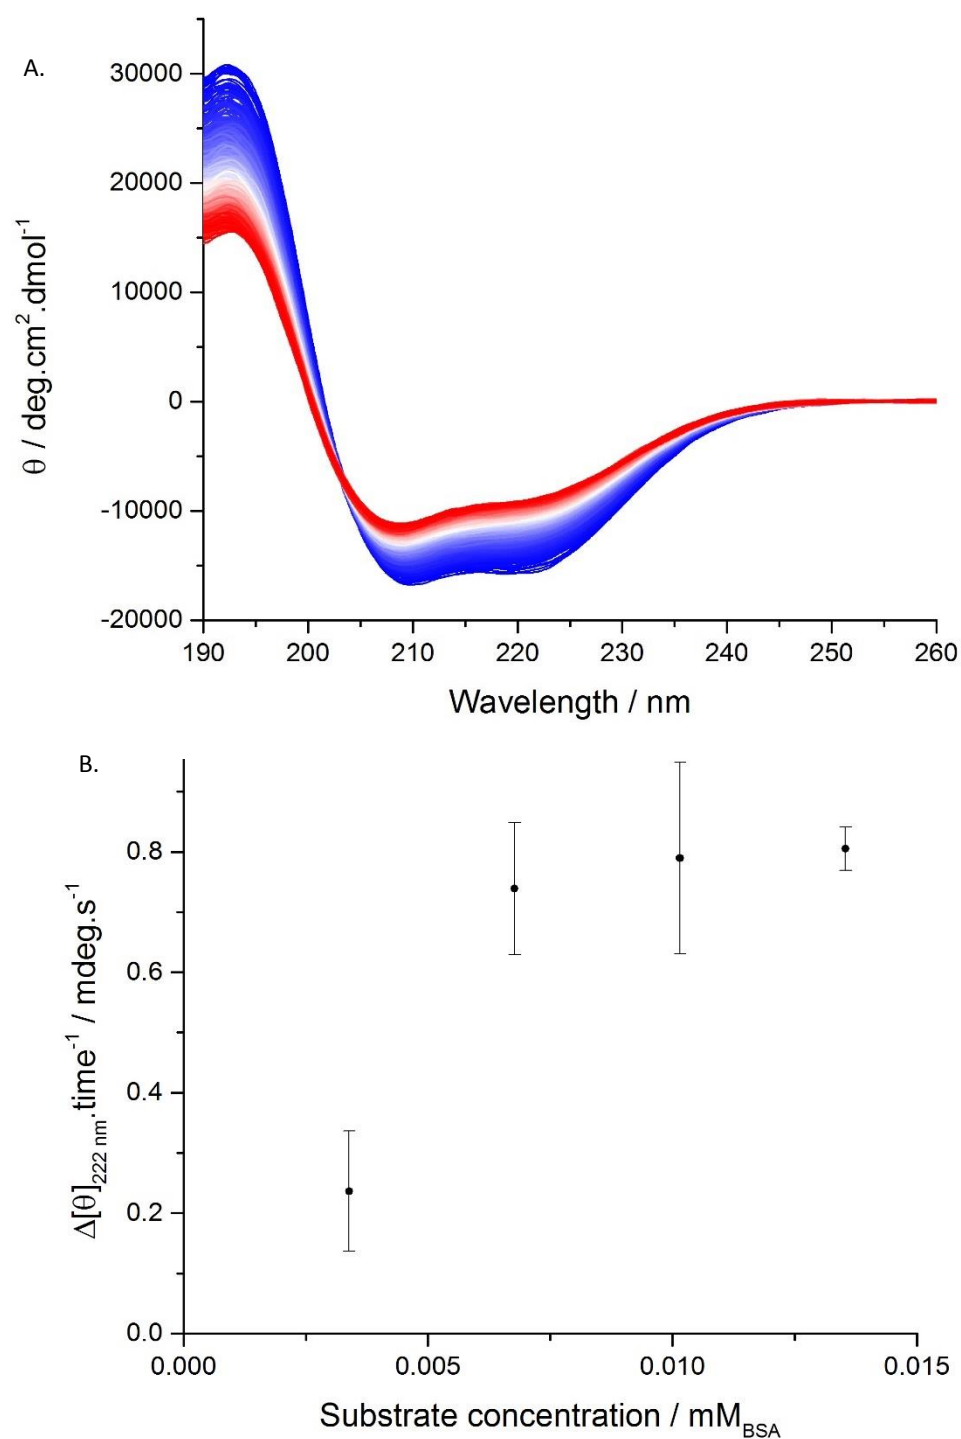 A.
30000
20000
10000
0
-10000
-20000
θ / deg.cm².dmol⁻¹
190 200 210 220 230 240 250 260
Wavelength / nm
B.
0.8
0.6
0.4
0.2
0.0
Δ[θ]₂₂₂ ₙₘ.time⁻¹ / mdeg.s⁻¹
0.000 0.005 0.010 0.015
Substrate concentration / mM_BSA